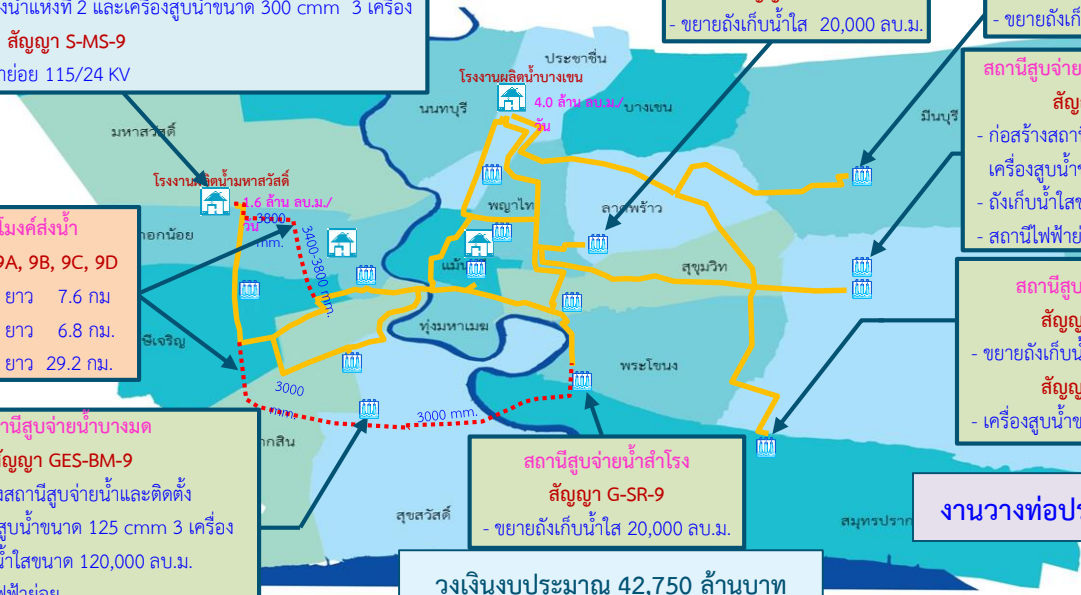 งน้ำแห่งที่ 2 และเครื่องสูบน้ำขนาด 300 cmm 3 เครื่อง
สัญญา S-MS-9
าย่อย 115/24 KV
- ขยายถังเก็บน้ำใส 20,000 ลบ.ม.
- ขยายถังเก็
สถานีสูบจ่าย
สัญ
- ก่อสร้างสถา
เครื่องสูบน้ำข
- ถังเก็บน้ำใสข
- สถานีไฟฟ้าย่
ประชาชื่น
โรงงานผลิตน้ำบางเขน
4.0 ล้าน ลบ.ม./
วัน
นนทบุรี
บางเขน
มีนบุรี
มหาสวัสดิ์
โรงงานผลิตน้ำมหาสวัสดิ์
1.6 ล้าน ลบ.ม./
วัน
3800
mm.
3400-3800 mm.
พญาไท
ลาดพร้าว
สุขุมวิท
แม้นศรี
ทุ่งมหาเมฆ
พระโขนง
อกน้อย
โมงค์ส่งน้ำ
9A, 9B, 9C, 9D
ยาว 7.6 กม
ยาว 6.8 กม.
ยาว 29.2 กม.
ษีเจริญ
3000
mm.
3000 mm.
สถานีสูบ
สัญญ
- ขยายถังเก็บน้ำ
สัญญ
- เครื่องสูบน้ำข
านีสูบจ่ายน้ำบางมด
สัญญา GES-BM-9
งสถานีสูบจ่ายน้ำและติดตั้ง
สูบน้ำขนาด 125 cmm 3 เครื่อง
น้ำใสขนาด 120,000 ลบ.ม.
ฟฟ้าย่อย
ากสิน
สถานีสูบจ่ายน้ำสำโรง
สัญญา G-SR-9
- ขยายถังเก็บน้ำใส 20,000 ลบ.ม.
สุขสวัสดิ์
สมุทรปราก
งานวางท่อประ
วงเงินงบประมาณ 42,750 ล้านบาท